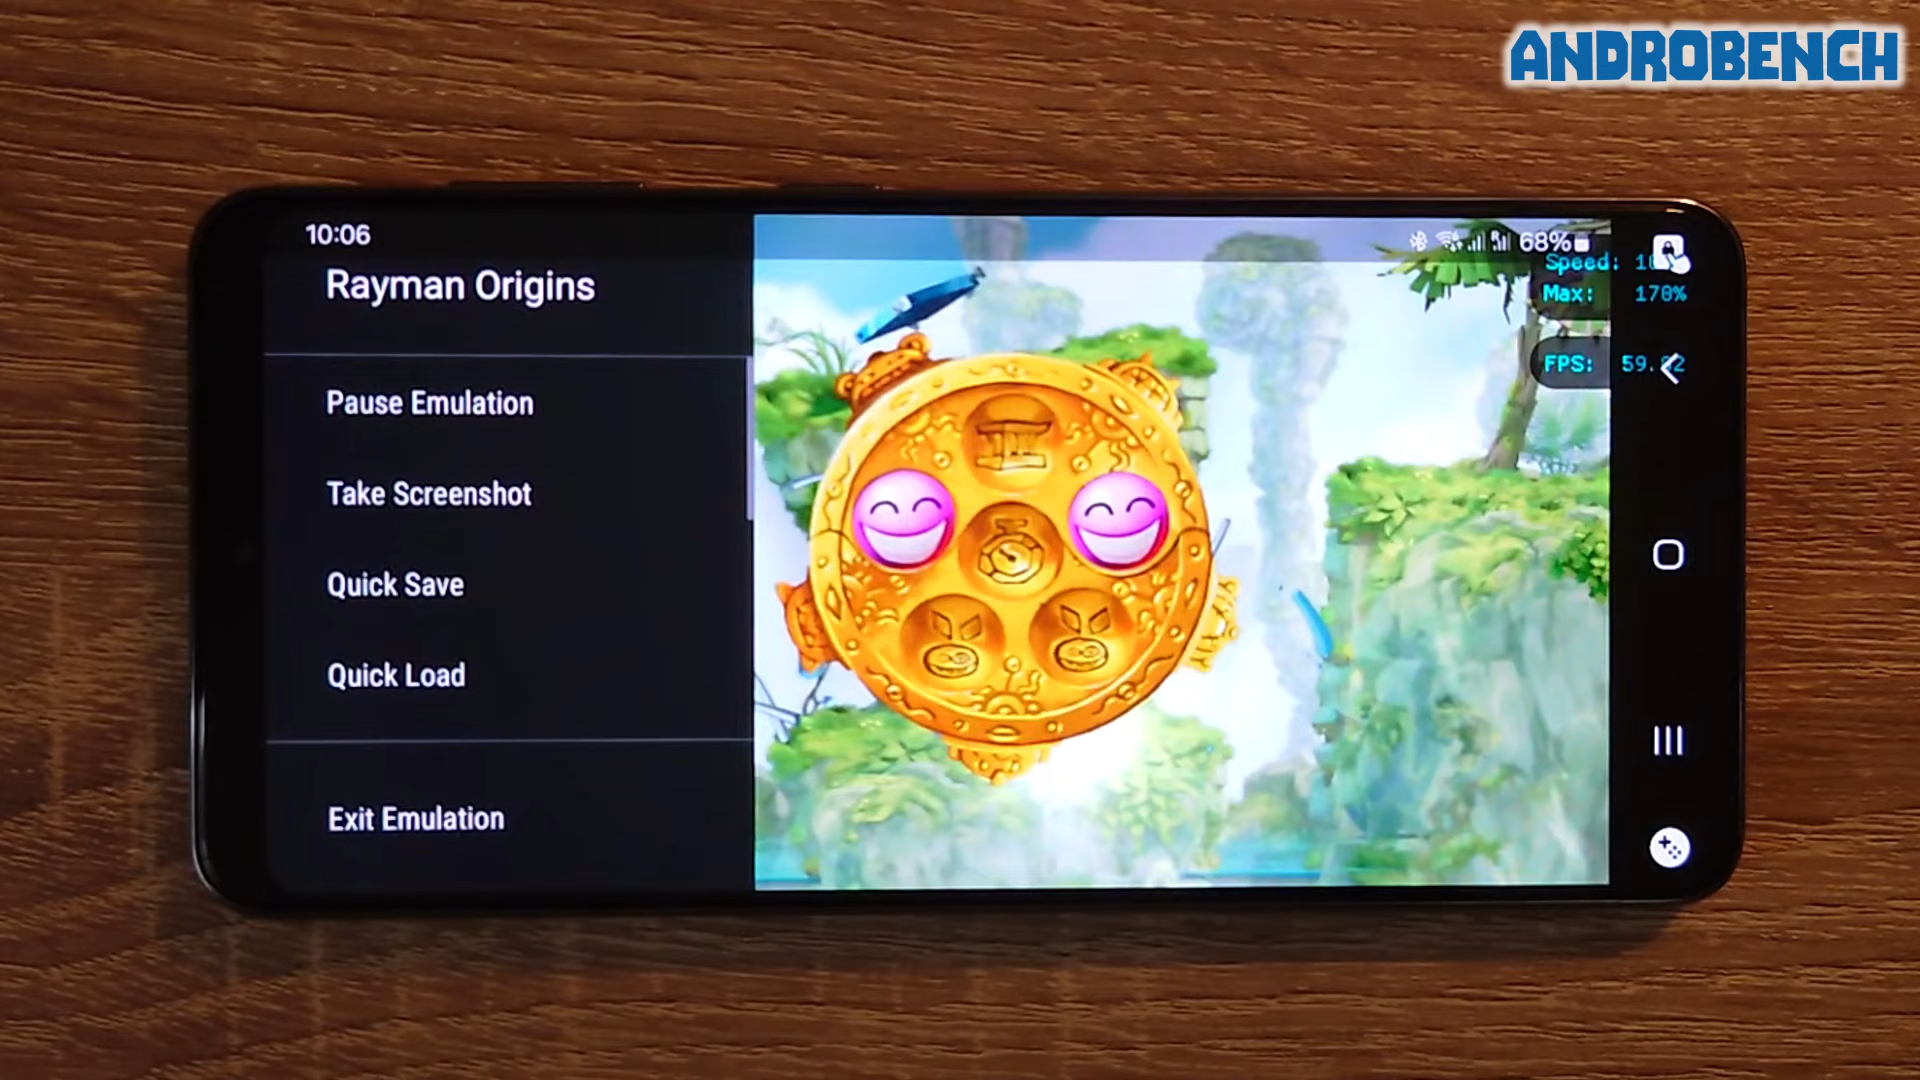 ANDROBENCH
10:06
68%
Rayman Origins
Speed:
Max: 170%
FPS:
Pause Emulation
Take Screenshot
Quick Save
Quick Load
Exit Emulation